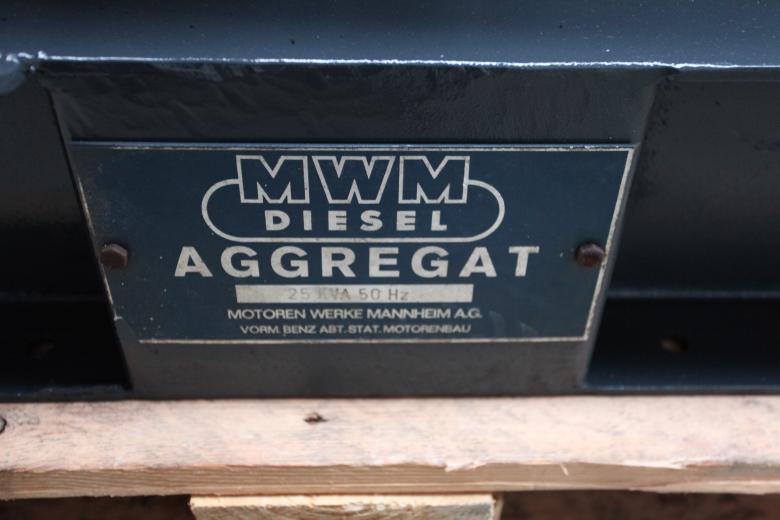 MWM
DIESEL
AGGREGAT
25 KVA 50 Hz
MOTOREN WERKE MANNHEIM A.G.
VORM. BENZ ABT. STAT. MOTORENBAU